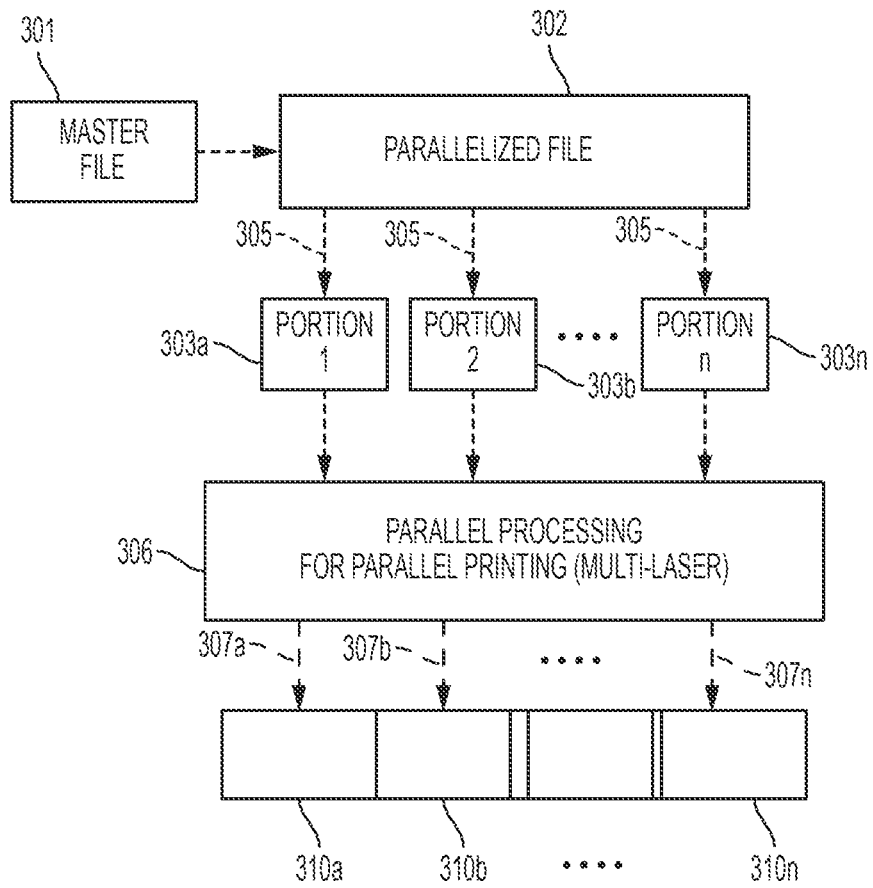 301
302
MASTER
FILE
PARALLELIZED FILE
305
305
305
PORTION
1
PORTION
2
PORTION
n
303a
303b
303n
PARALLEL PROCESSING
FOR PARALLEL PRINTING (MULTI-LASER)
306
307a
307b
307n
310a
310b
310n